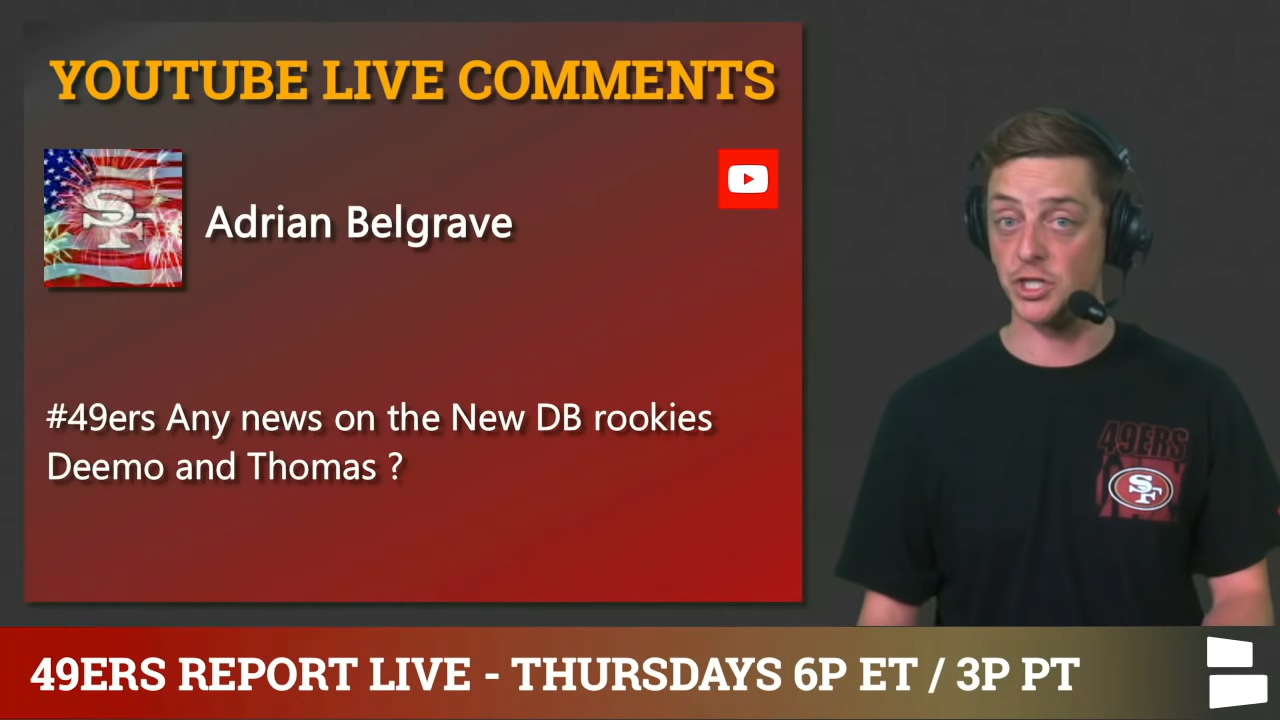 YOUTUBE LIVE COMMENTS
SF
Adrian Belgrave
#49ers Any news on the New DB rookies
Deemo and Thomas ?
49ERS
SF
49ERS REPORT LIVE - THURSDAYS 6P ET / 3P PT